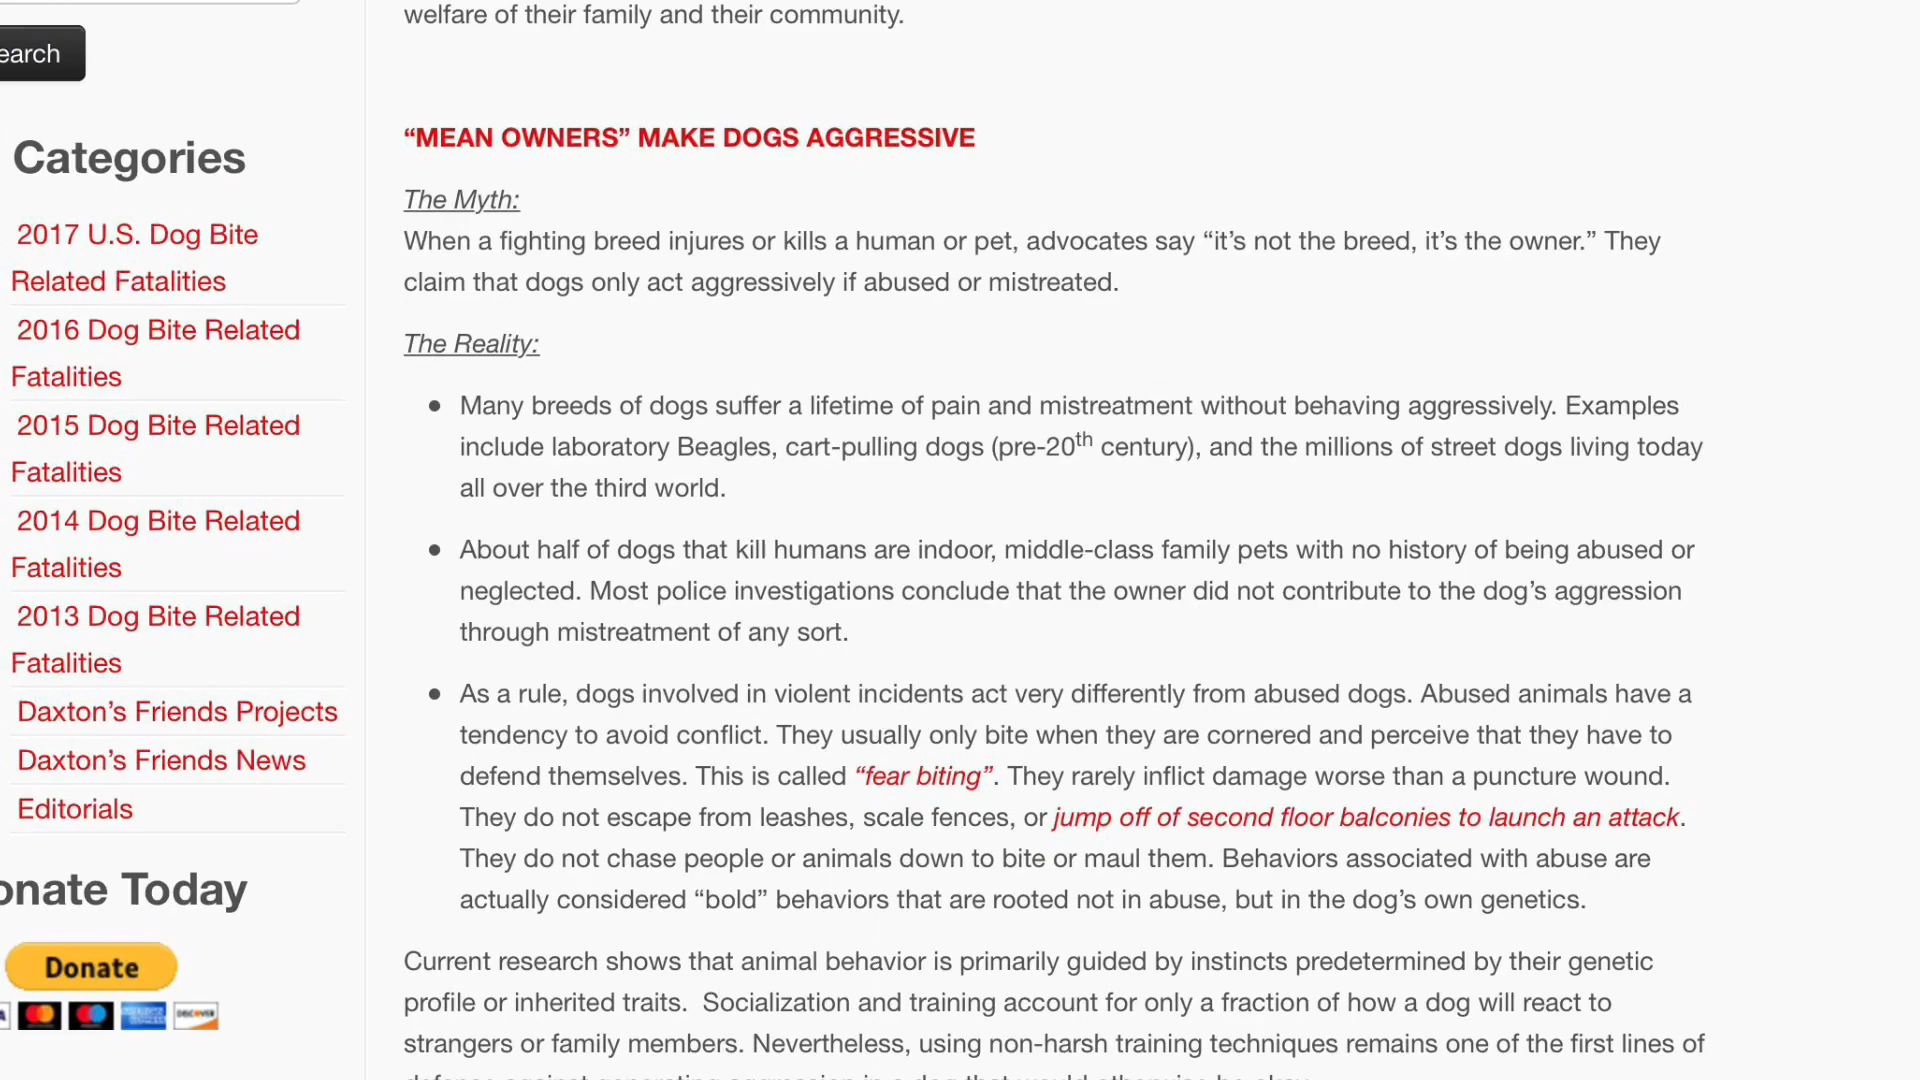 welfare of their family and their community.
earch
“MEAN OWNERS” MAKE DOGS AGGRESSIVE
Categories
The Myth:
2017 U.S. Dog Bite
Related Fatalities
When a fighting breed injures or kills a human or pet, advocates say “it’s not the breed, it’s the owner.” They
claim that dogs only act aggressively if abused or mistreated.
2016 Dog Bite Related
Fatalities
The Reality:
2015 Dog Bite Related
Fatalities
Many breeds of dogs suffer a lifetime of pain and mistreatment without behaving aggressively. Examples
include laboratory Beagles, cart-pulling dogs (pre-20th century), and the millions of street dogs living today
all over the third world.
2014 Dog Bite Related
Fatalities
About half of dogs that kill humans are indoor, middle-class family pets with no history of being abused or
neglected. Most police investigations conclude that the owner did not contribute to the dog’s aggression
through mistreatment of any sort.
2013 Dog Bite Related
Fatalities
Daxton’s Friends Projects
Daxton’s Friends News
Editorials
As a rule, dogs involved in violent incidents act very differently from abused dogs. Abused animals have a
tendency to avoid conflict. They usually only bite when they are cornered and perceive that they have to
defend themselves. This is called “fear biting”. They rarely inflict damage worse than a puncture wound.
They do not escape from leashes, scale fences, or jump off of second floor balconies to launch an attack.
They do not chase people or animals down to bite or maul them. Behaviors associated with abuse are
actually considered “bold” behaviors that are rooted not in abuse, but in the dog’s own genetics.
onate Today
Donate
DISCOVER
Current research shows that animal behavior is primarily guided by instincts predetermined by their genetic
profile or inherited traits.  Socialization and training account for only a fraction of how a dog will react to
strangers or family members. Nevertheless, using non-harsh training techniques remains one of the first lines of